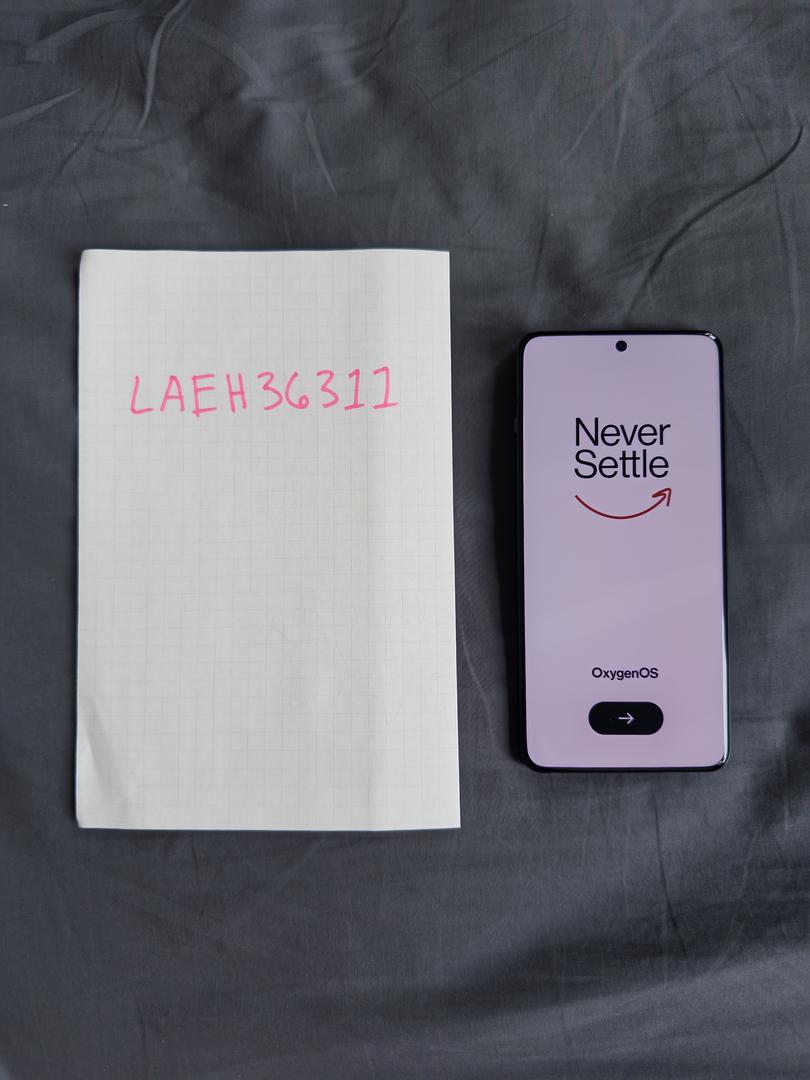 LAEH36311
Never
Settle
OxygenOS